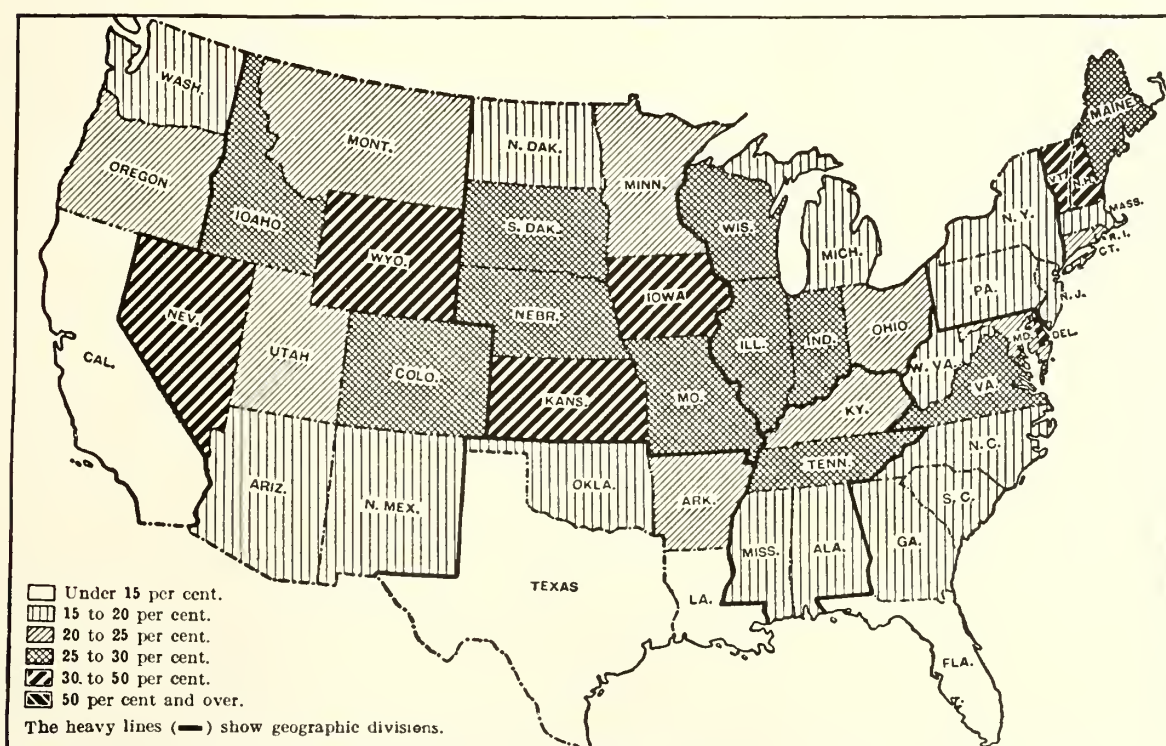 WASH.
MONT.
N. DAK.
MINN.
MAINE
OREGON
IOAHO
S. DAK.
WIS.
MICH.
N.Y.
VT.
N.H.
MASS.
R.I.
CT.
WYO.
IOWA
PA.
N.J.
NEV.
NEBR.
OHIO
MD.
DEL.
CAL.
UTAH
COLO.
ILL.
IND.
W. VA.
VA.
KANS.
MO.
KY.
N.C.
TENN.
ARIZ.
N. MEX.
OKLA.
ARK.
S.C.
MISS.
ALA.
GA.
TEXAS
LA.
FLA.
Under 15 per cent.
15 to 20 per cent.
20 to 25 per cent.
25 to 30 per cent.
30. to 50 per cent.
50 per cent and over.
The heavy lines (▬) show geographic divisions.